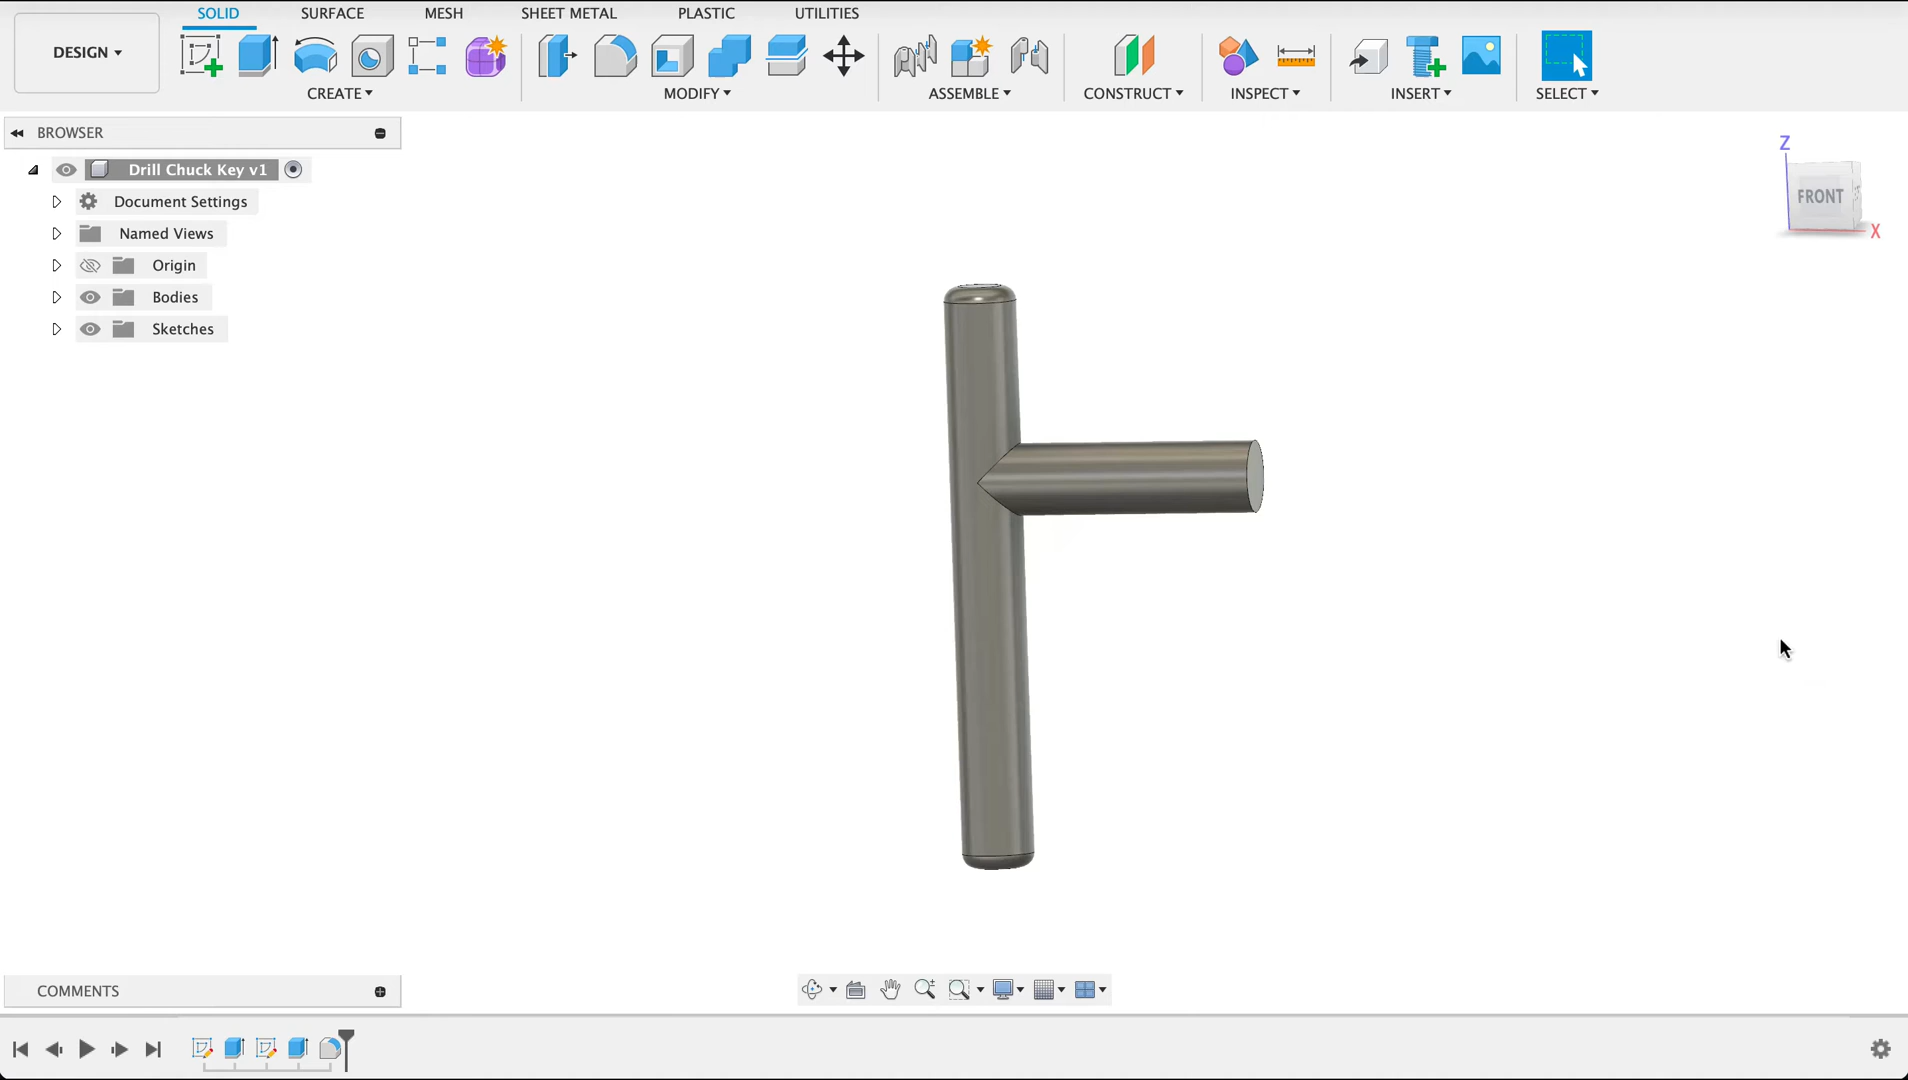 SOLID SURFACE MESH SHEET METAL PLASTIC UTILITIES
DESIGN
CREATE MODIFY ASSEMBLE CONSTRUCT INSPECT INSERT SELECT
BROWSER
Drill Chuck Key v1
Document Settings
Named Views
Origin
Bodies
Sketches
Z
FRONT
X
COMMENTS